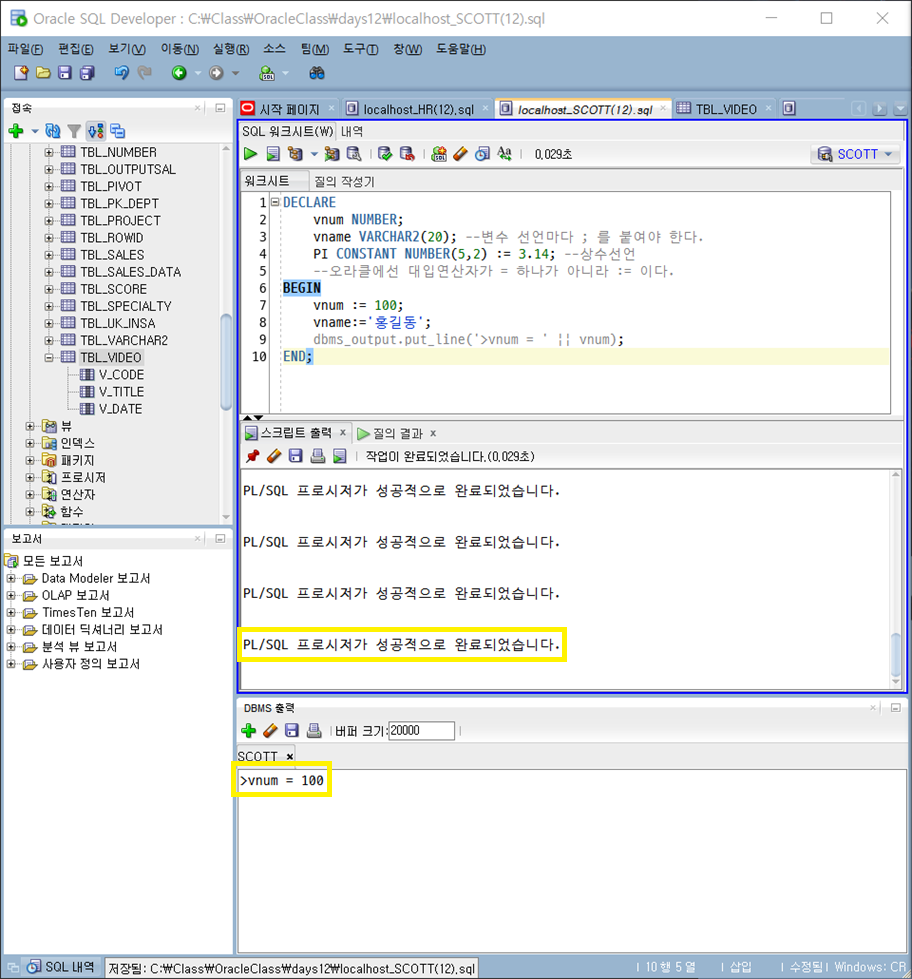 Oracle SQL Developer : C:₩Class₩OracleClass₩days12₩localhost_SCOTT(12).sql
파일(F) 편집(E) 보기(V) 이동(N) 실행(R) 소스 팀(M) 도구(T) 창(W) 도움말(H)
접속
TBL_NUMBER
TBL_OUTPUTSAL
TBL_PIVOT
TBL_PK_DEPT
TBL_PROJECT
TBL_ROWID
TBL_SALES
TBL_SALES_DATA
TBL_SCORE
TBL_SPECIALTY
TBL_UK_INSA
TBL_VARCHAR2
TBL_VIDEO
V_CODE
V_TITLE
V_DATE
뷰
인덱스
패키지
프로시저
연산자
함수
보고서
모든 보고서
Data Modeler 보고서
OLAP 보고서
TimesTen 보고서
데이터 딕셔너리 보고서
분석 뷰 보고서
사용자 정의 보고서
시작 페이지 localhost_HR(12).sql localhost_SCOTT(12).sql TBL_VIDEO
SQL 워크시트(W) 내역
0.029초 SCOTT
워크시트 질의 작성기
1 DECLARE
2 vnum NUMBER;
3 vname VARCHAR2(20); --변수 선언마다 ; 를 붙여야 한다.
4 PI CONSTANT NUMBER(5,2) := 3.14; --상수선언
5 --오라클에선 대입연산자가 = 하나가 아니라 := 이다.
6 BEGIN
7 vnum := 100;
8 vname:='홍길동';
9 dbms_output.put_line('>vnum = ' || vnum);
10 END;
스크립트 출력 x 질의 결과 x
작업이 완료되었습니다.(0.029초)
PL/SQL 프로시저가 성공적으로 완료되었습니다.
PL/SQL 프로시저가 성공적으로 완료되었습니다.
PL/SQL 프로시저가 성공적으로 완료되었습니다.
PL/SQL 프로시저가 성공적으로 완료되었습니다.
DBMS 출력
버퍼 크기: 20000
SCOTT x
>vnum = 100
SQL 내역 저장됨: C:₩Class₩OracleClass₩days12₩localhost_SCOTT(12).sql 10 행 5 열 삽입 수정됨 Windows: CR